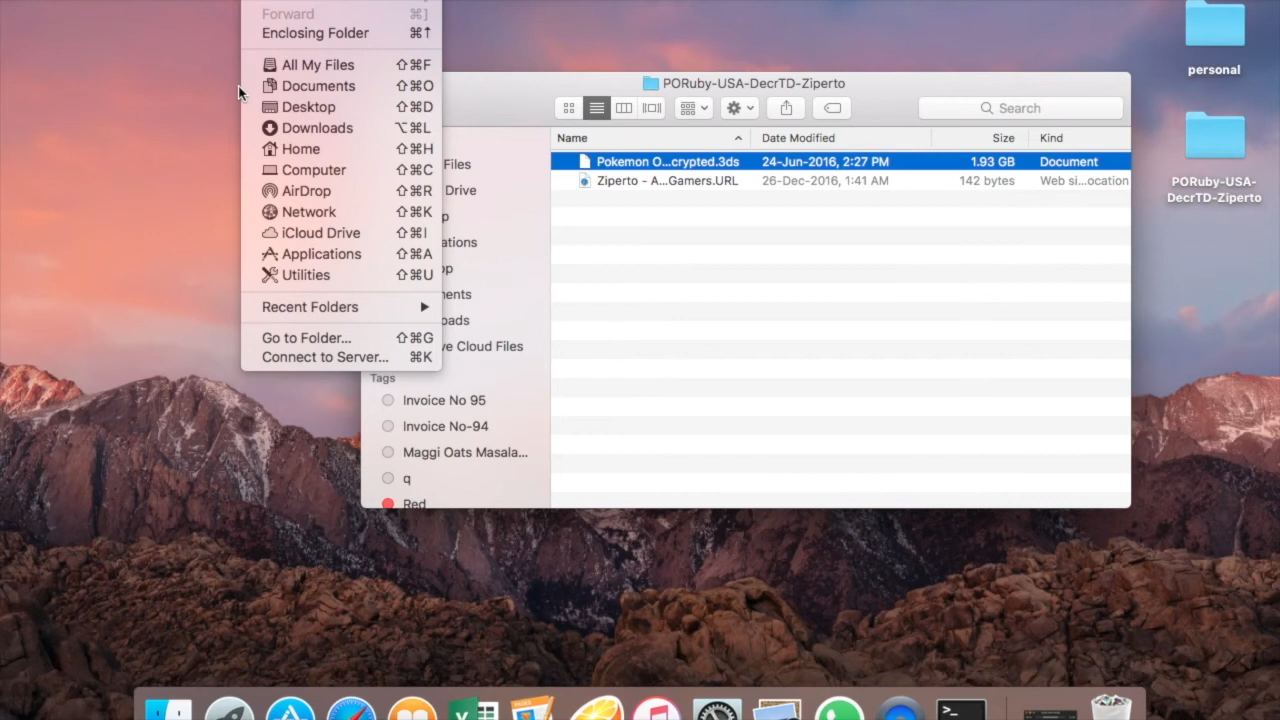 Forward ⌘]
Enclosing Folder ⌘↑
All My Files ⇧⌘F
Documents ⇧⌘O
Desktop ⇧⌘D
Downloads ⌥⌘L
Home ⇧⌘H
Computer ⇧⌘C
AirDrop ⇧⌘R
Network ⇧⌘K
iCloud Drive ⇧⌘I
Applications ⇧⌘A
Utilities ⇧⌘U
Recent Folders
Go to Folder... ⇧⌘G
Connect to Server... ⌘K
PORuby-USA-DecrTD-Ziperto
Search
Name Date Modified Size Kind
Pokemon O...crypted.3ds 24-Jun-2016, 2:27 PM 1.93 GB Document
Ziperto - A...Gamers.URL 26-Dec-2016, 1:41 AM 142 bytes Web si...ocation
Files
Drive
p
ations
op
ments
oads
ve Cloud Files
Tags
Invoice No 95
Invoice No-94
Maggi Oats Masala...
q
Red
personal
PORuby-USA-
DecrTD-Ziperto
PAGES
>_